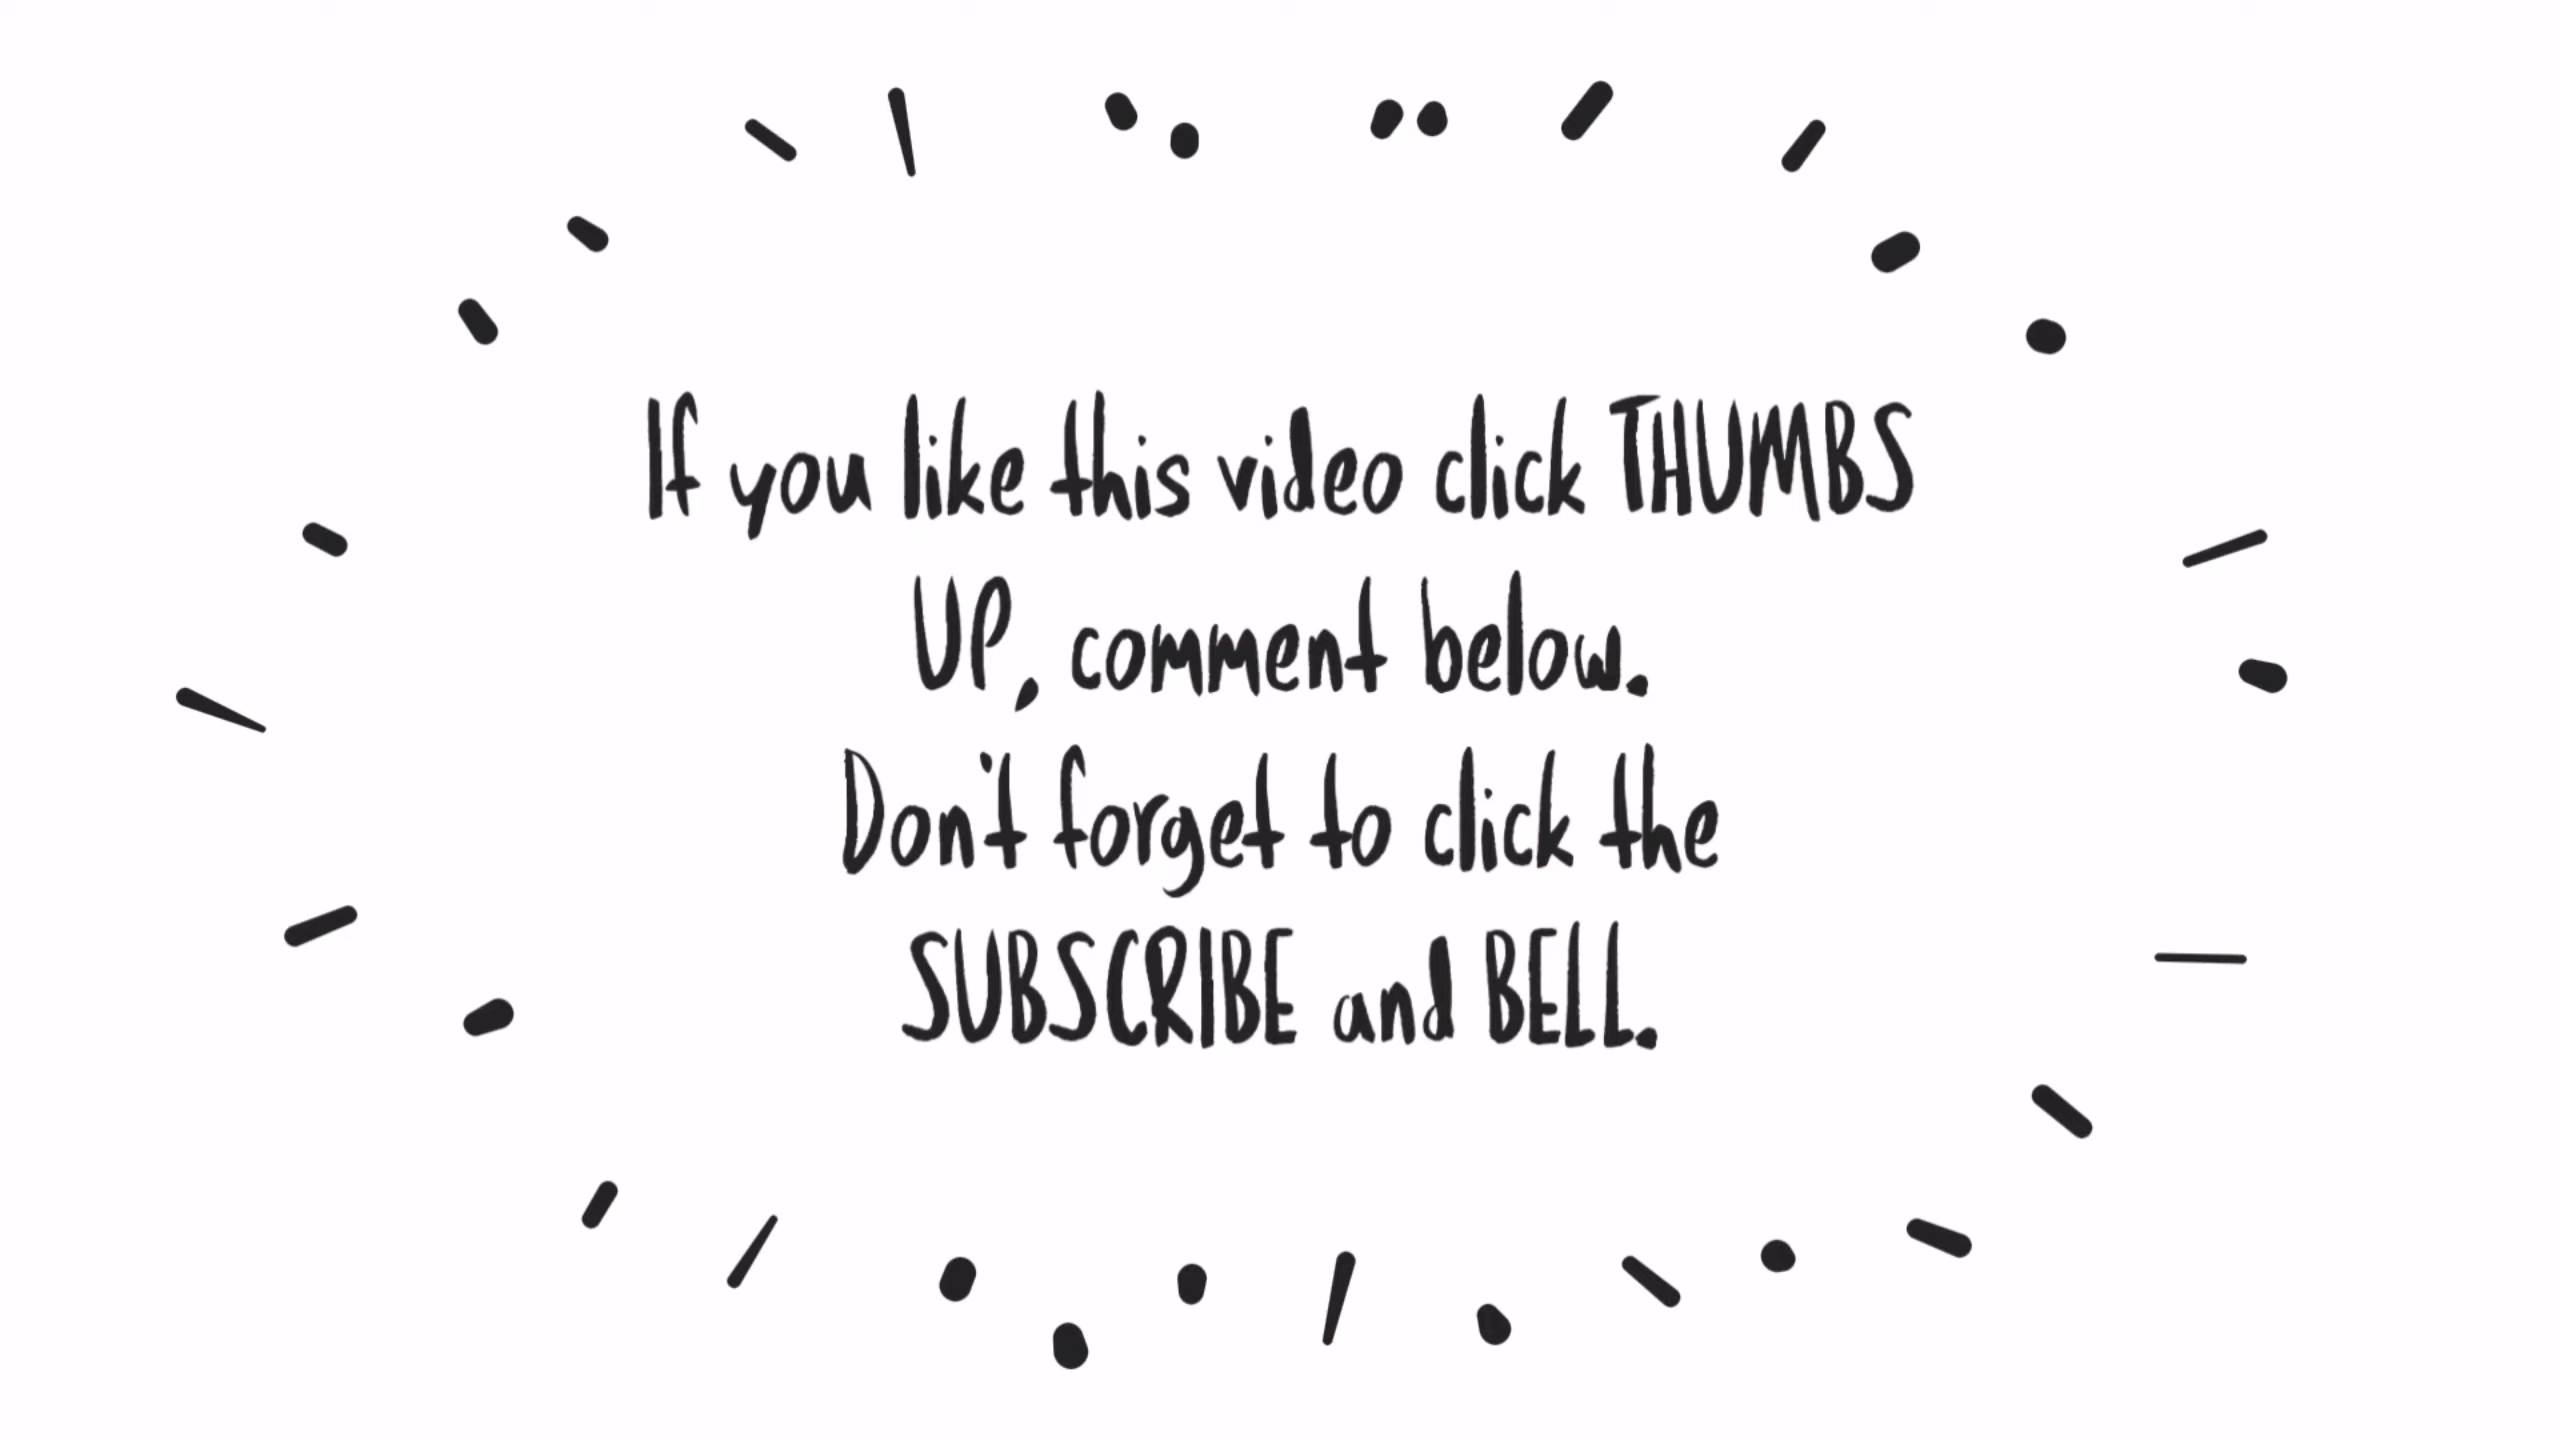 If you like this video click THUMBS
UP, comment below.
Don't forget to click the
SUBSCRIBE and BELL.